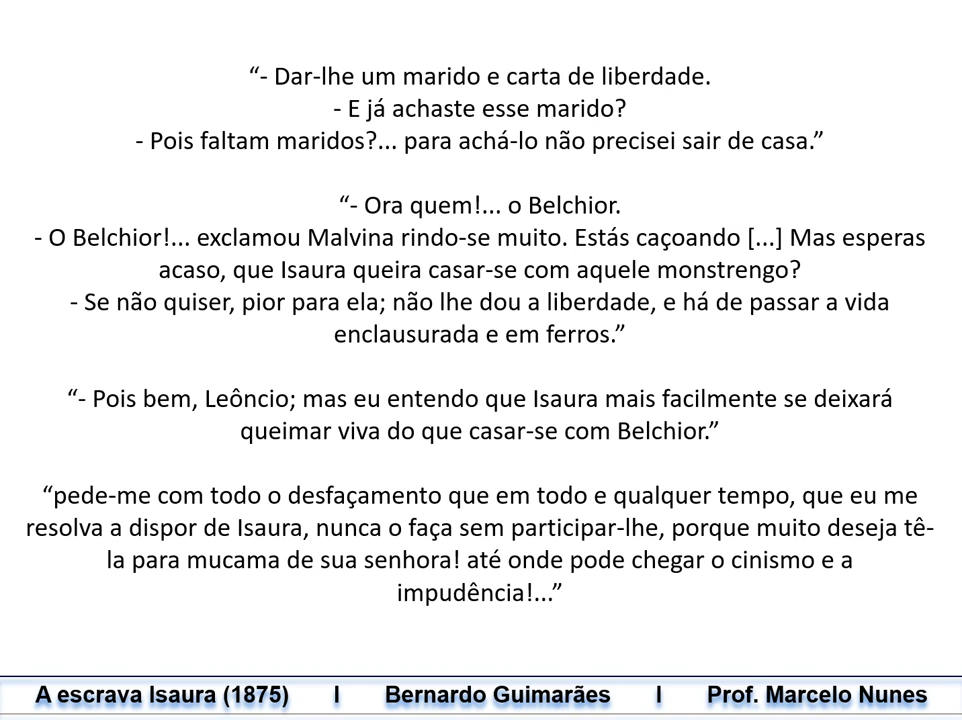 “- Dar-lhe um marido e carta de liberdade.
- E já achaste esse marido?
- Pois faltam maridos?... para achá-lo não precisei sair de casa.”
“- Ora quem!... o Belchior.
- O Belchior!... exclamou Malvina rindo-se muito. Estás caçoando [...] Mas esperas
acaso, que Isaura queira casar-se com aquele monstrengo?
- Se não quiser, pior para ela; não lhe dou a liberdade, e há de passar a vida
enclausurada e em ferros.”
“- Pois bem, Leôncio; mas eu entendo que Isaura mais facilmente se deixará
queimar viva do que casar-se com Belchior.”
“pede-me com todo o desfaçamento que em todo e qualquer tempo, que eu me
resolva a dispor de Isaura, nunca o faça sem participar-lhe, porque muito deseja tê-
la para mucama de sua senhora! até onde pode chegar o cinismo e a
impudência!...”
A escrava Isaura (1875) I Bernardo Guimarães I Prof. Marcelo Nunes